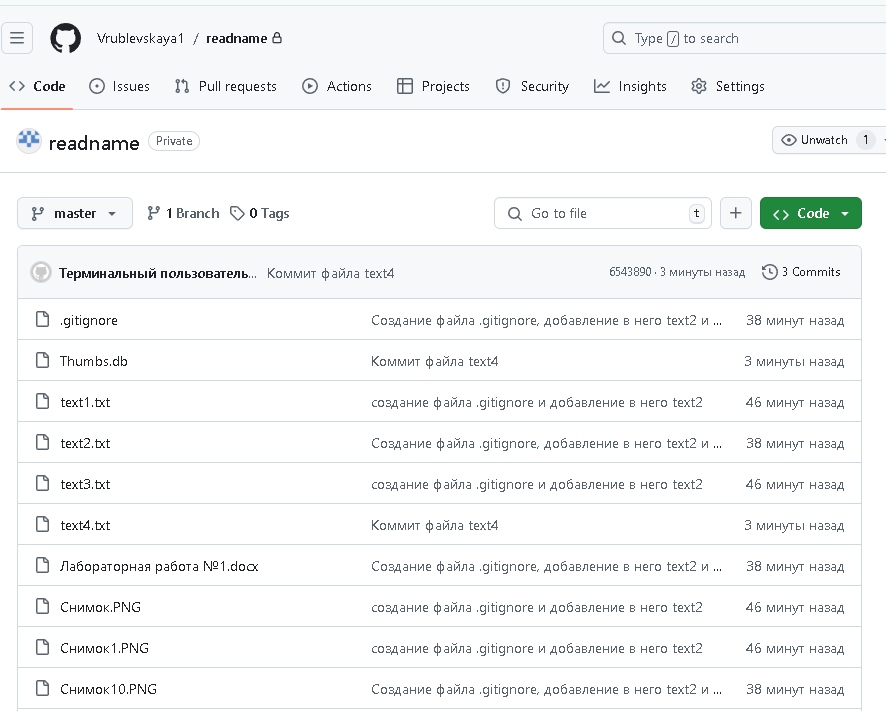 Vrublevskaya1 / readname
Type / to search
Code Issues Pull requests Actions Projects Security Insights Settings
readname Private
Unwatch 1
master 1 Branch 0 Tags Go to file t + Code
Терминальный пользователь... Коммит файла text4 6543890 · 3 минуты назад 3 Commits
.gitignore Создание файла .gitignore, добавление в него text2 и ... 38 минут назад
Thumbs.db Коммит файла text4 3 минуты назад
text1.txt создание файла .gitignore и добавление в него text2 46 минут назад
text2.txt Создание файла .gitignore, добавление в него text2 и ... 38 минут назад
text3.txt создание файла .gitignore и добавление в него text2 46 минут назад
text4.txt Коммит файла text4 3 минуты назад
Лабораторная работа №1.docx Создание файла .gitignore, добавление в него text2 и ... 38 минут назад
Снимок.PNG создание файла .gitignore и добавление в него text2 46 минут назад
Снимок1.PNG создание файла .gitignore и добавление в него text2 46 минут назад
Снимок10.PNG Создание файла .gitignore, добавление в него text2 и ... 38 минут назад